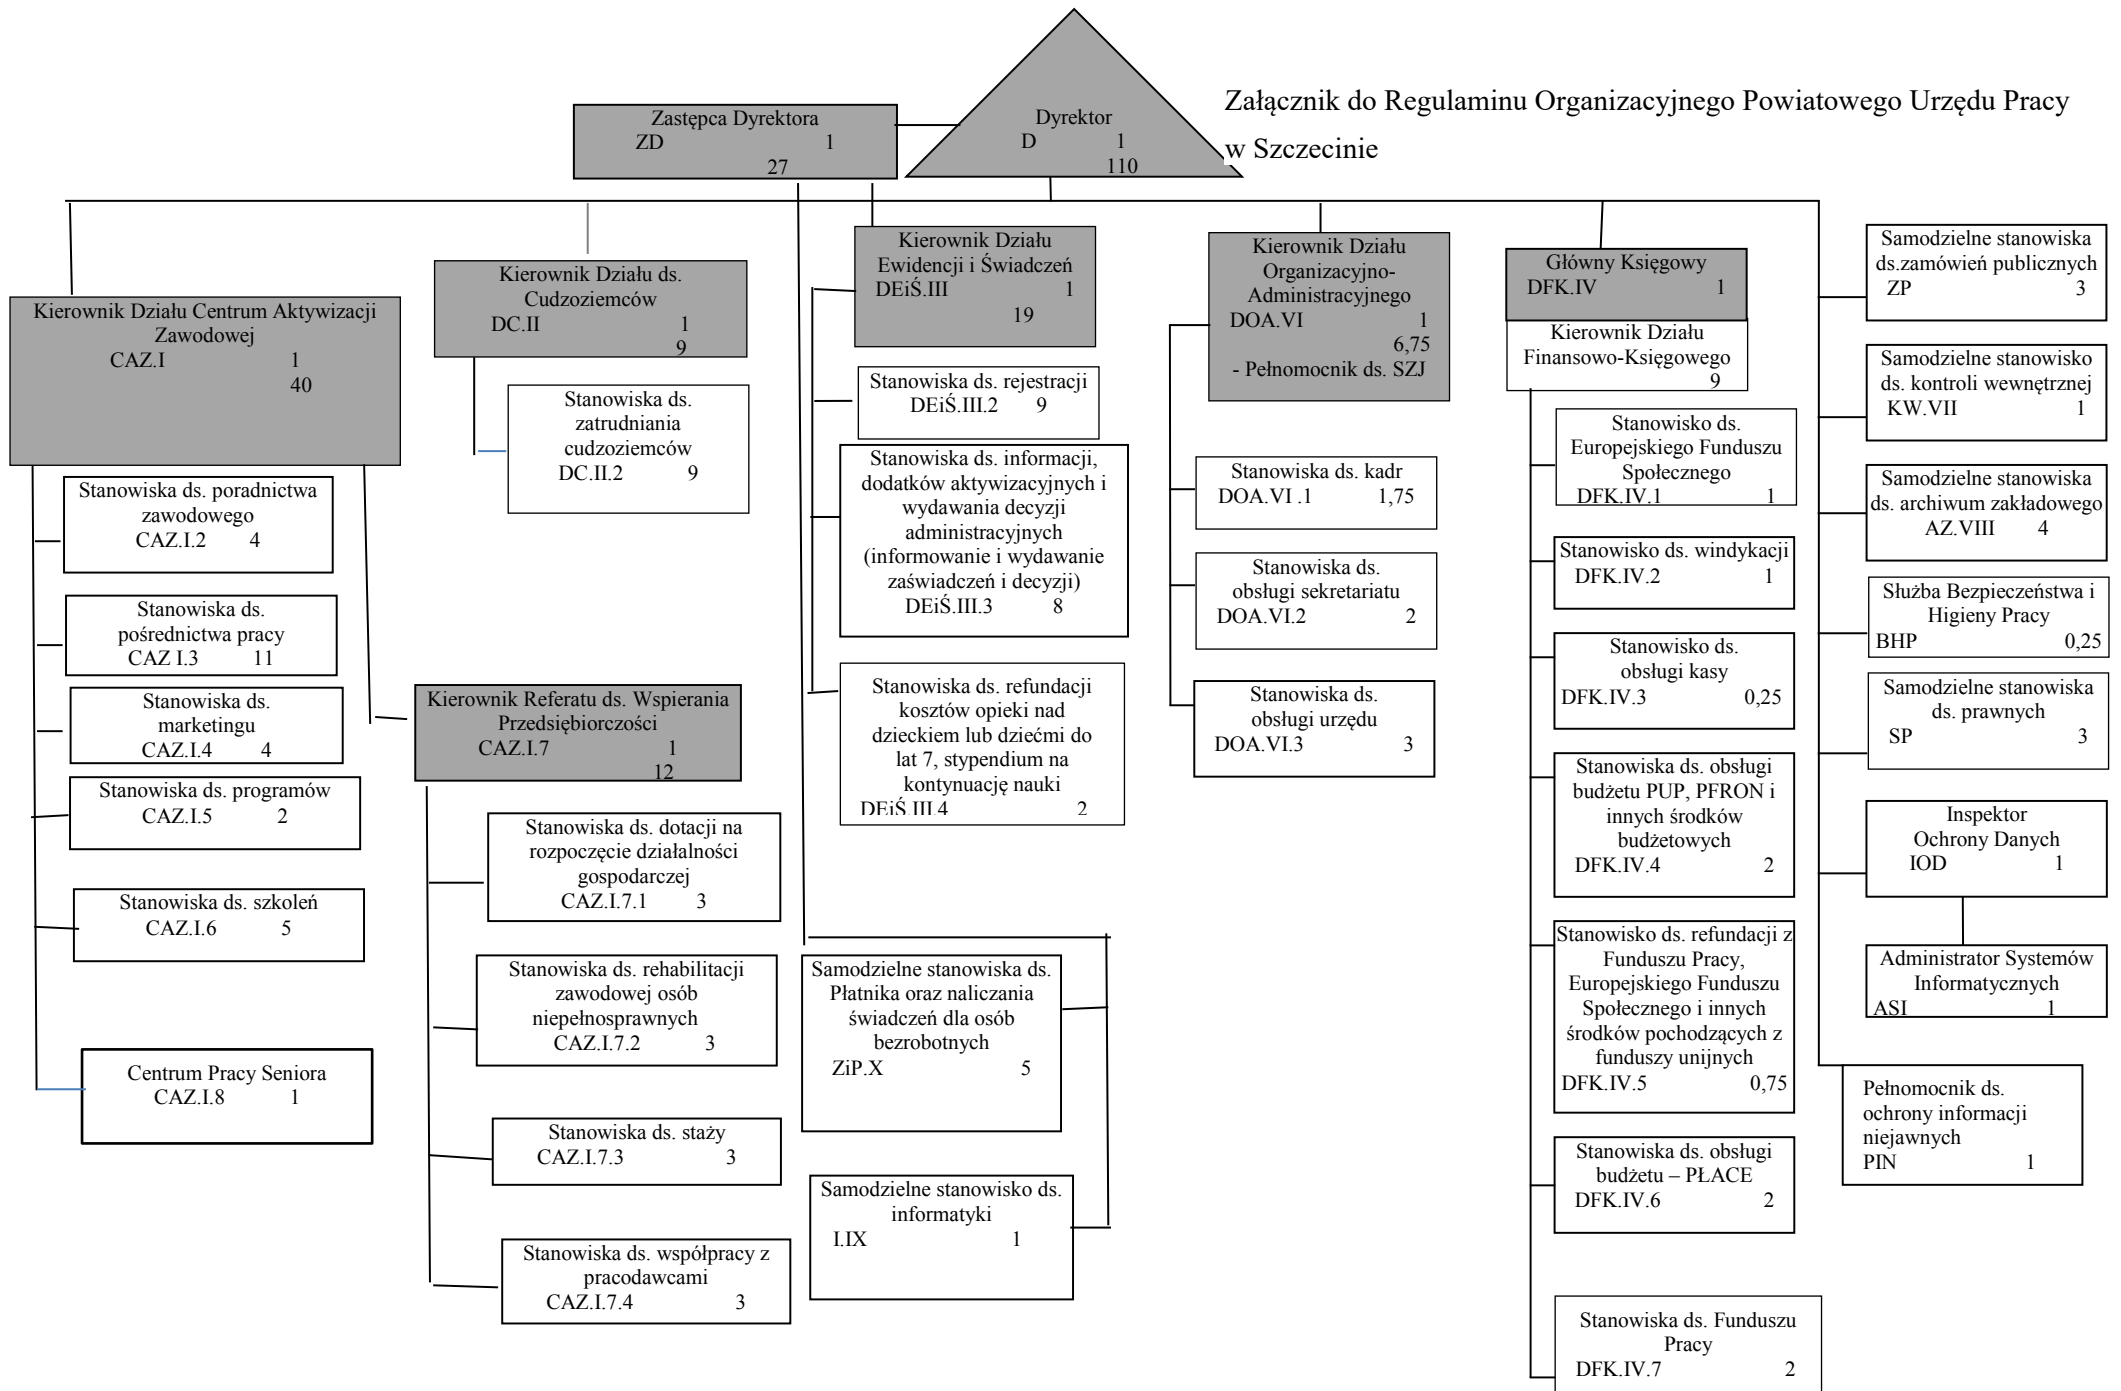 Załącznik do Regulaminu Organizacyjnego Powiatowego Urzędu Pracy
w Szczecinie
Zastępca Dyrektora
ZD 1
27
Dyrektor
D 1
110
Kierownik Działu Centrum Aktywizacji
Zawodowej
CAZ.I 1
40
Stanowiska ds. poradnictwa
zawodowego
CAZ.I.2 4
Stanowiska ds.
pośrednictwa pracy
CAZ I.3 11
Stanowiska ds.
marketingu
CAZ.I.4 4
Stanowiska ds. programów
CAZ.I.5 2
Stanowiska ds. szkoleń
CAZ.I.6 5
Centrum Pracy Seniora
CAZ.I.8 1
Kierownik Referatu ds. Wspierania
Przedsiębiorczości
CAZ.I.7 1
12
Stanowiska ds. dotacji na
rozpoczęcie działalności
gospodarczej
CAZ.I.7.1 3
Stanowiska ds. rehabilitacji
zawodowej osób
niepełnosprawnych
CAZ.I.7.2 3
Stanowiska ds. staży
CAZ.I.7.3 3
Stanowiska ds. współpracy z
pracodawcami
CAZ.I.7.4 3
Kierownik Działu ds.
Cudzoziemców
DC.II 1
9
Stanowiska ds.
zatrudniania
cudzoziemców
DC.II.2 9
Kierownik Działu
Ewidencji i Świadczeń
DEiŚ.III 1
19
Stanowiska ds. rejestracji
DEiŚ.III.2 9
Stanowiska ds. informacji,
dodatków aktywizacyjnych i
wydawania decyzji
administracyjnych
(informowanie i wydawanie
zaświadczeń i decyzji)
DEiŚ.III.3 8
Stanowiska ds. refundacji
kosztów opieki nad
dzieckiem lub dziećmi do
lat 7, stypendium na
kontynuację nauki
DEiŚ.III.4 2
Samodzielne stanowiska ds.
Płatnika oraz naliczania
świadczeń dla osób
bezrobotnych
ZiP.X 5
Samodzielne stanowisko ds.
informatyki
I.IX 1
Kierownik Działu
Organizacyjno-
Administracyjnego
DOA.VI 1
6,75
- Pełnomocnik ds. SZJ
Stanowiska ds. kadr
DOA.VI .1 1,75
Stanowiska ds.
obsługi sekretariatu
DOA.VI.2 2
Stanowiska ds.
obsługi urzędu
DOA.VI.3 3
Główny Księgowy
DFK.IV 1
Kierownik Działu
Finansowo-Księgowego
9
Stanowisko ds.
Europejskiego Funduszu
Społecznego
DFK.IV.1 1
Stanowisko ds. windykacji
DFK.IV.2 1
Stanowisko ds.
obsługi kasy
DFK.IV.3 0,25
Stanowiska ds. obsługi
budżetu PUP, PFRON i
innych środków
budżetowych
DFK.IV.4 2
Stanowisko ds. refundacji z
Funduszu Pracy,
Europejskiego Funduszu
Społecznego i innych
środków pochodzących z
funduszy unijnych
DFK.IV.5 0,75
Stanowiska ds. obsługi
budżetu – PŁACE
DFK.IV.6 2
Stanowiska ds. Funduszu
Pracy
DFK.IV.7 2
Samodzielne stanowiska
ds.zamówień publicznych
ZP 3
Samodzielne stanowisko
ds. kontroli wewnętrznej
KW.VII 1
Samodzielne stanowiska
ds. archiwum zakładowego
AZ.VIII 4
Służba Bezpieczeństwa i
Higieny Pracy
BHP 0,25
Samodzielne stanowiska
ds. prawnych
SP 3
Inspektor
Ochrony Danych
IOD 1
Administrator Systemów
Informatycznych
ASI 1
Pełnomocnik ds.
ochrony informacji
niejawnych
PIN 1